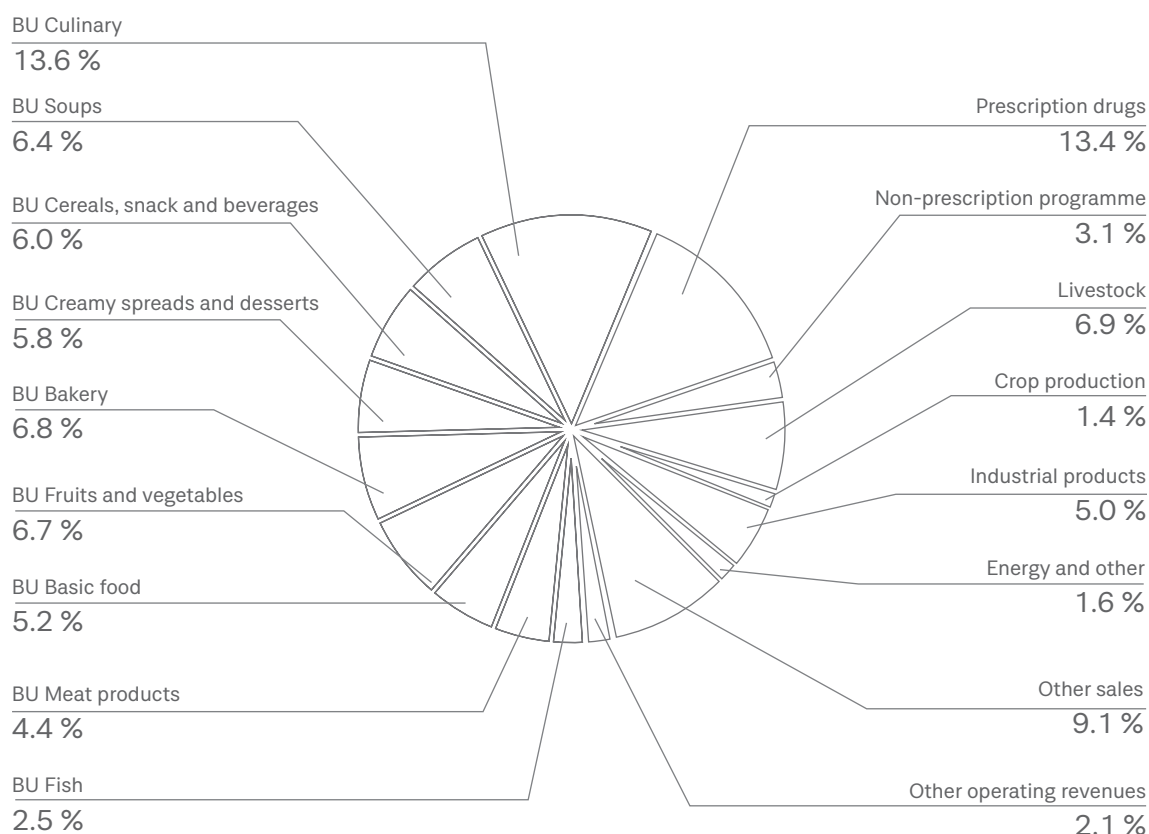 BU Culinary
13.6 %
BU Soups
6.4 %
BU Cereals, snack and beverages
6.0 %
BU Creamy spreads and desserts
5.8 %
BU Bakery
6.8 %
BU Fruits and vegetables
6.7 %
BU Basic food
5.2 %
BU Meat products
4.4 %
BU Fish
2.5 %
Prescription drugs
13.4 %
Non-prescription programme
3.1 %
Livestock
6.9 %
Crop production
1.4 %
Industrial products
5.0 %
Energy and other
1.6 %
Other sales
9.1 %
Other operating revenues
2.1 %